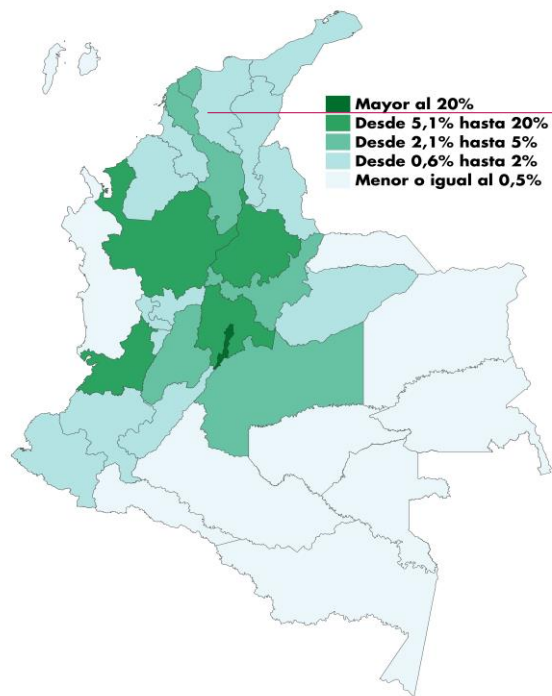 Mayor al 20%
Desde 5,1% hasta 20%
Desde 2,1% hasta 5%
Desde 0,6% hasta 2%
Menor o igual al 0,5%